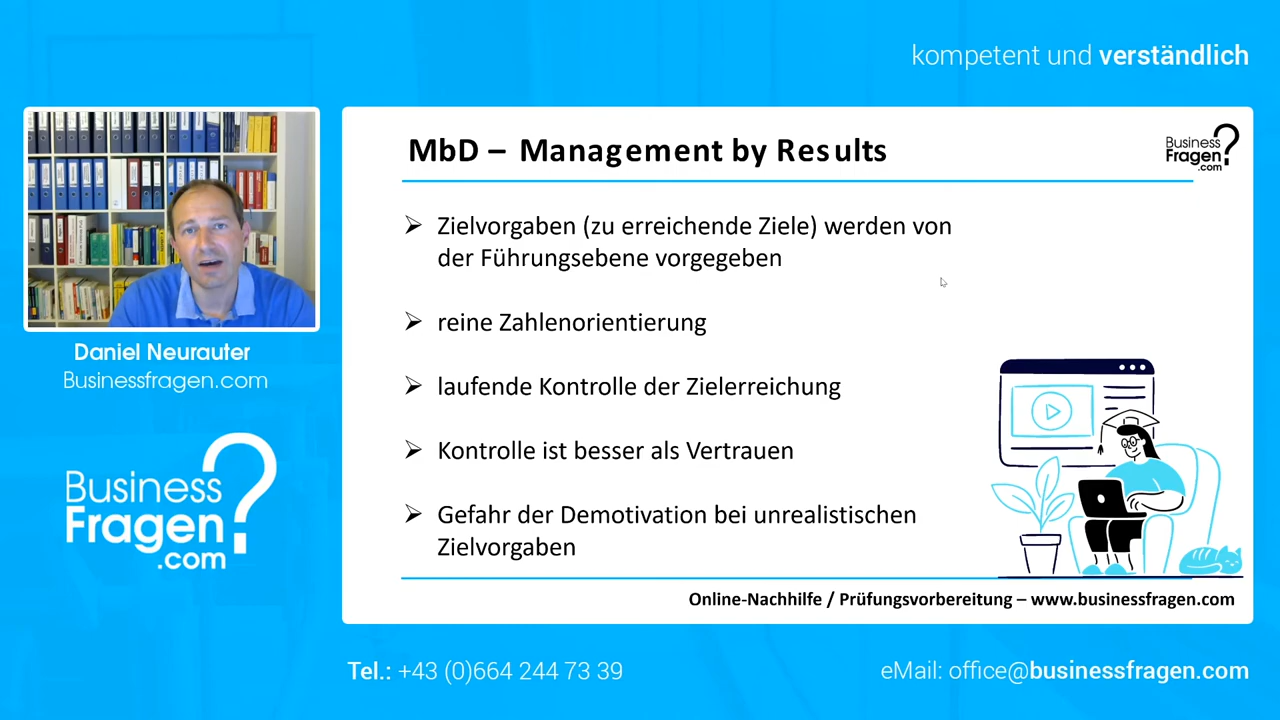 kompetent und verständlich
MbD – Management by Results
Business
Fragen
.com
?
Zielvorgaben (zu erreichende Ziele) werden von
der Führungsebene vorgegeben
reine Zahlenorientierung
laufende Kontrolle der Zielerreichung
Kontrolle ist besser als Vertrauen
Gefahr der Demotivation bei unrealistischen
Zielvorgaben
Online-Nachhilfe / Prüfungsvorbereitung – www.businessfragen.com
Daniel Neurauter
Businessfragen.com
Business
Fragen
.com
?
Tel.: +43 (0)664 244 73 39
eMail: office@businessfragen.com